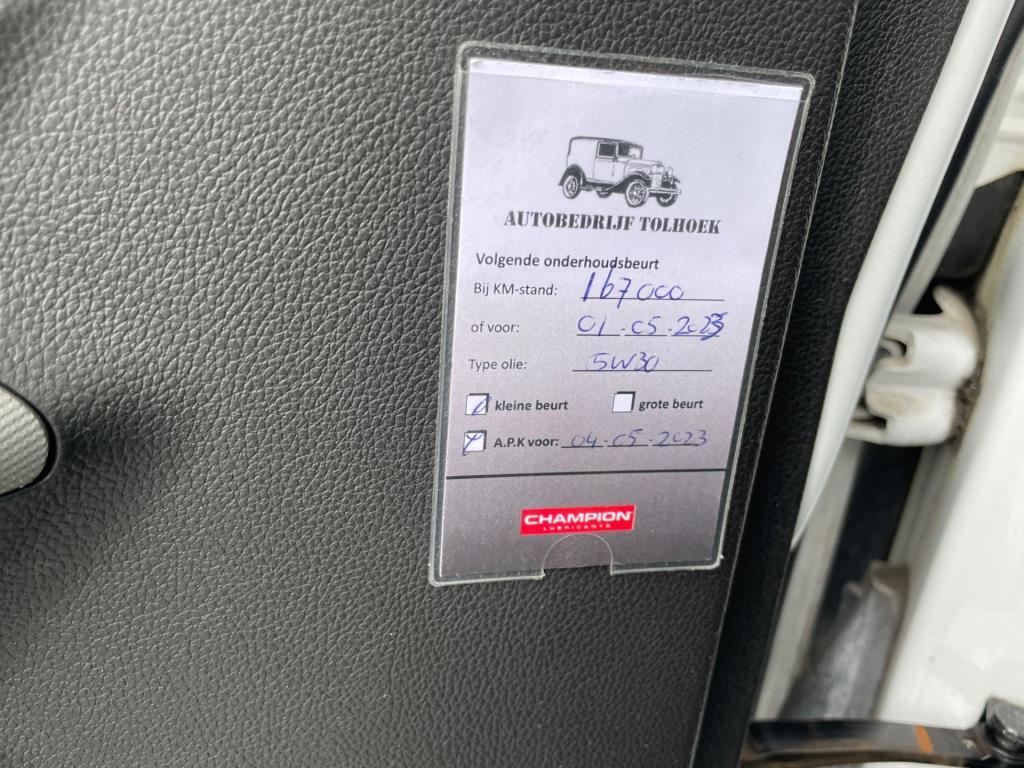 AUTOBEDRIJF TOLHOEK
Volgende onderhoudsbeurt
Bij KM-stand: 167000
of voor: 01-05-2023
Type olie: 5W30
kleine beurt grote beurt
A.P.K voor: 04-05-2023
CHAMPION
LUBRICANTS